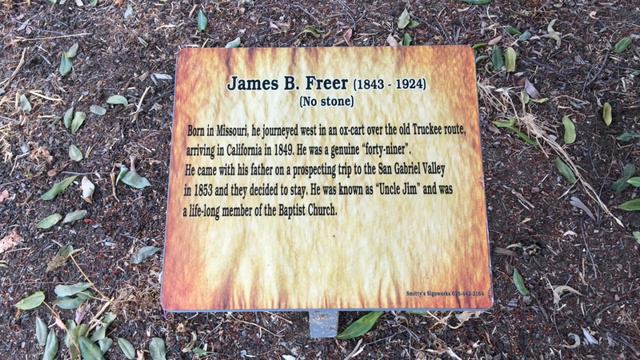 James B. Freer (1843 - 1924)
(No stone)
Born in Missouri, he journeyed west in an ox-cart over the old Truckee route,
arriving in California in 1849. He was a genuine "forty-niner".
He came with his father on a prospecting trip to the San Gabriel Valley
in 1853 and they decided to stay. He was known as "Uncle Jim" and was
a life-long member of the Baptist Church.
Smitty's Signworks